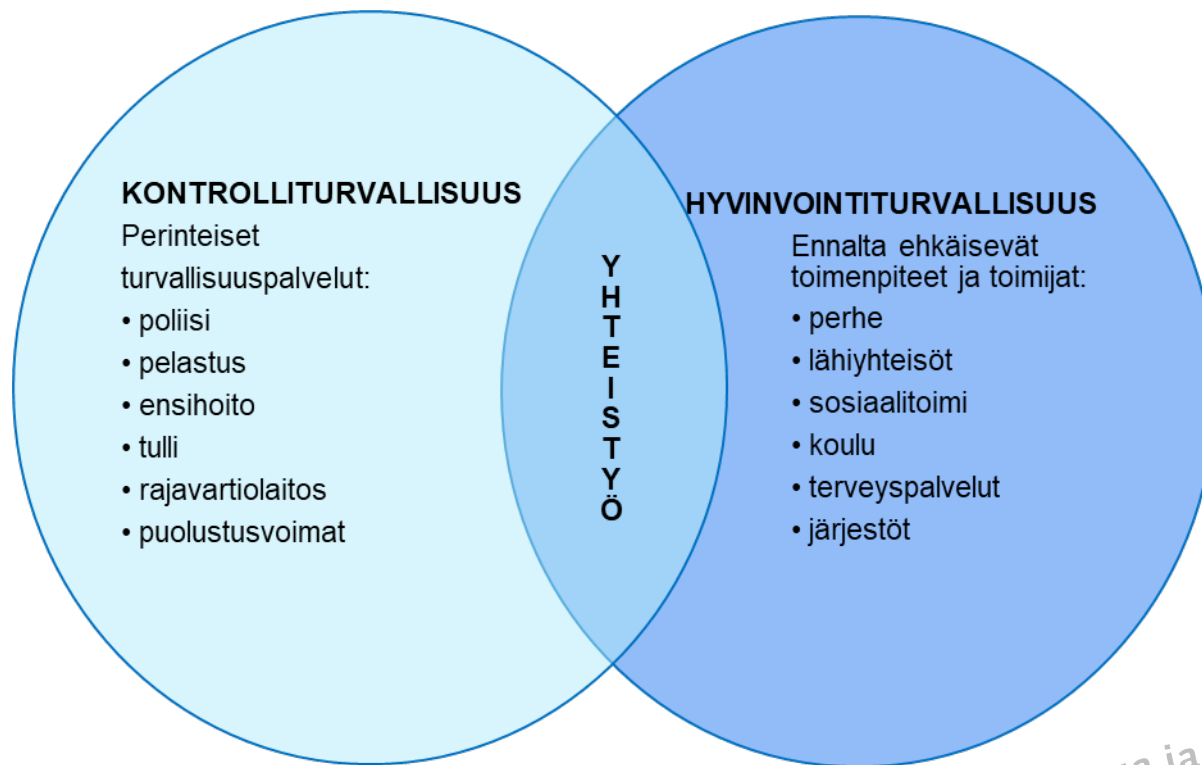 KONTROLLITURVALLISUUS
Perinteiset
turvallisuuspalvelut:
• poliisi
• pelastus
• ensihoito
• tulli
• rajavartiolaitos
• puolustusvoimat
Y
H
T
E
I
S
T
Y
Ö
HYVINVOINTITURVALLISUUS
Ennalta ehkäisevät
toimenpiteet ja toimijat:
• perhe
• lähiyhteisöt
• sosiaalitoimi
• koulu
• terveyspalvelut
• järjestöt
ja